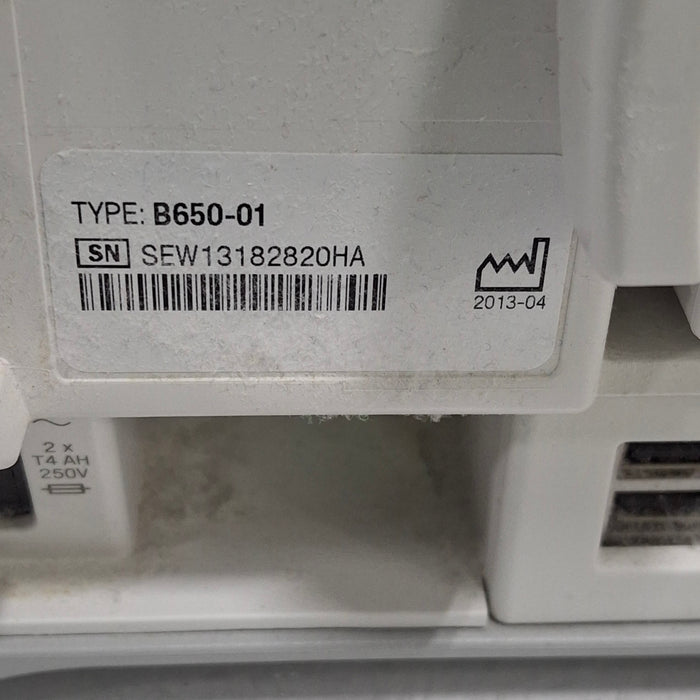 TYPE: B650-01
SN SEW13182820HA
2013-04
~
2 x
T4 AH
250V